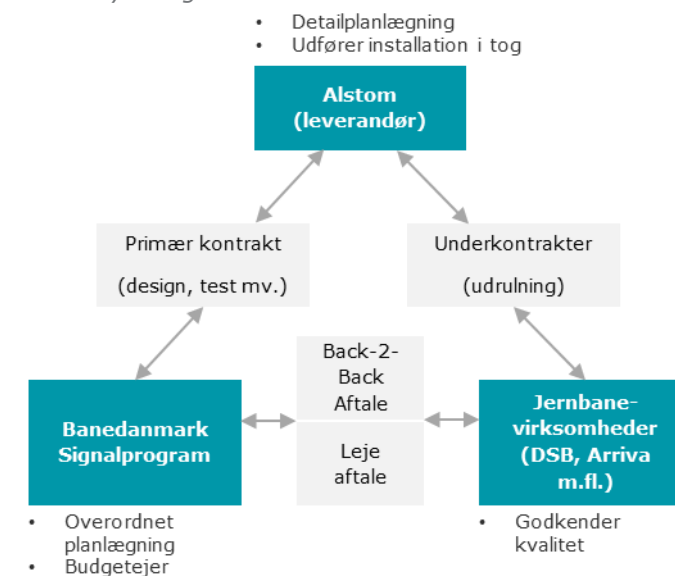 • Detailplanlægning
• Udfører installation i tog
Alstom
(leverandør)
Primær kontrakt
(design, test mv.)
Underkontrakter
(udrulning)
Back-2-
Back
Aftale
Leje
aftale
Banedanmark
Signalprogram
Jernbane-
virksomheder
(DSB, Arriva
m.fl.)
• Overordnet
planlægning
• Budgetejer
• Godkender
kvalitet